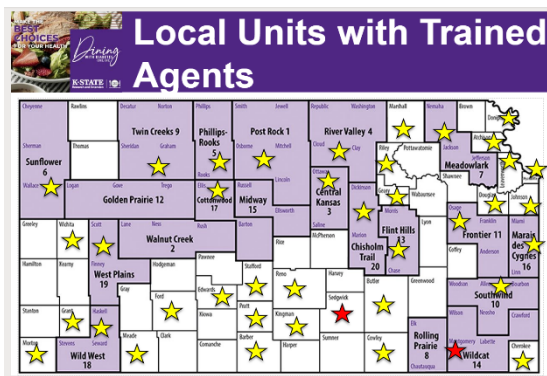 MAKE THE
BEST
CHOICES
FOR YOUR HEALTH
Dining
WITH DIABETES
K-STATE
Local Units with Trained
Agents
Cheyenne
Rawlins
Decatur
Norton
Phillips
Smith
Jewell
Republic
Washington
Marshall
Nemaha
Brown
Sherman
Thomas
Twin Creeks 9
Sheridan
Graham
Phillips-
Rooks
5
Rooks
Post Rock 1
Osborne
Mitchell
Lincoln
River Valley 4
Cloud
Clay
Riley
Pottawatomie
Jackson
Jefferson
Meadowlark
7
Sunflower
6
Wallace
Logan
Gove
Trego
Golden Prairie 12
Ellis
Cottonwood
17
Russell
Midway
15
Ellsworth
Ottawa
Central
Kansas
3
Saline
Dickinson
Geary
Wabaunsee
Shawnee
Douglas
Johnson
Greeley
Wichita
Scott
Lane
Ness
Rush
Barton
Walnut Creek
2
Rice
McPherson
Marion
Chisholm
Trail
20
Morris
Flint Hills
13
Chase
Lyon
Osage
Franklin
Frontier 11
Coffey
Anderson
Miami
Marais
des
Cygnes
16
Linn
Hamilton
Kearny
Finney
West Plains
19
Hodgeman
Pawnee
Stafford
Reno
Harvey
Sedgwick
Butler
Greenwood
Woodson
Allen
Bourbon
Southwind
10
Stanton
Grant
Haskell
Gray
Ford
Edwards
Kiowa
Pratt
Kingman
Elk
Wilson
Neosho
Crawford
Morton
Stevens
Seward
Wild West
18
Meade
Clark
Comanche
Barber
Harper
Sumner
Cowley
Rolling
Prairie
8
Chautauqua
Montgomery
Labette
Wildcat
14
Cherokee